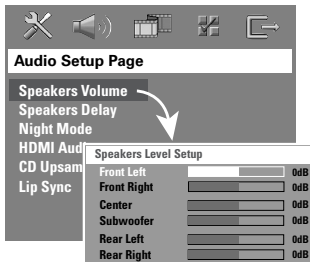 Audio Setup Page
Speakers Volume
Speakers Delay
Night Mode
HDMI Aud
CD Upsam
Lip Sync
Speakers Level Setup
Front Left 0dB
Front Right 0dB
Center 0dB
Subwoofer 0dB
Rear Left 0dB
Rear Right 0dB